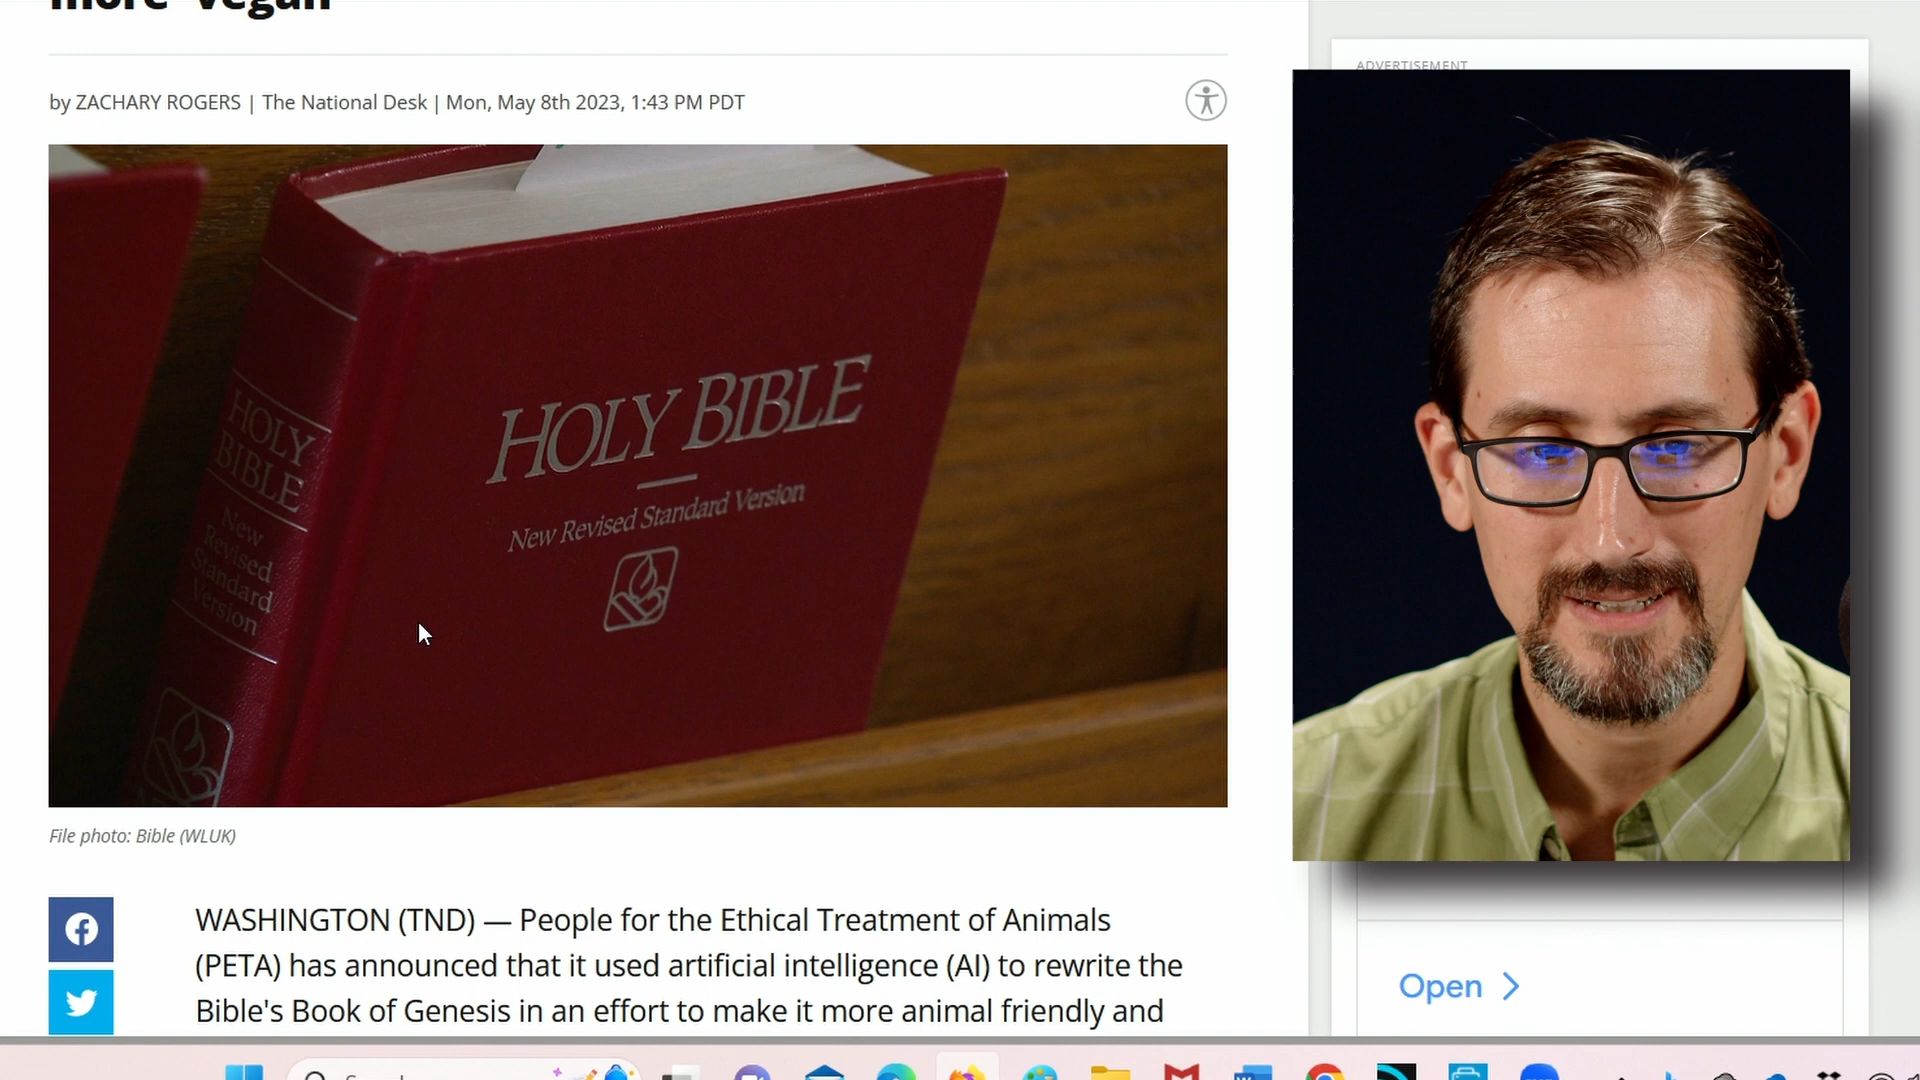 more 'vegan'
by ZACHARY ROGERS | The National Desk | Mon, May 8th 2023, 1:43 PM PDT
ADVERTISEMENT
HOLY BIBLE
New Revised Standard Version
HOLY
BIBLE
New
Revised
Standard
Version
File photo: Bible (WLUK)
WASHINGTON (TND) — People for the Ethical Treatment of Animals
(PETA) has announced that it used artificial intelligence (AI) to rewrite the
Bible's Book of Genesis in an effort to make it more animal friendly and
Open